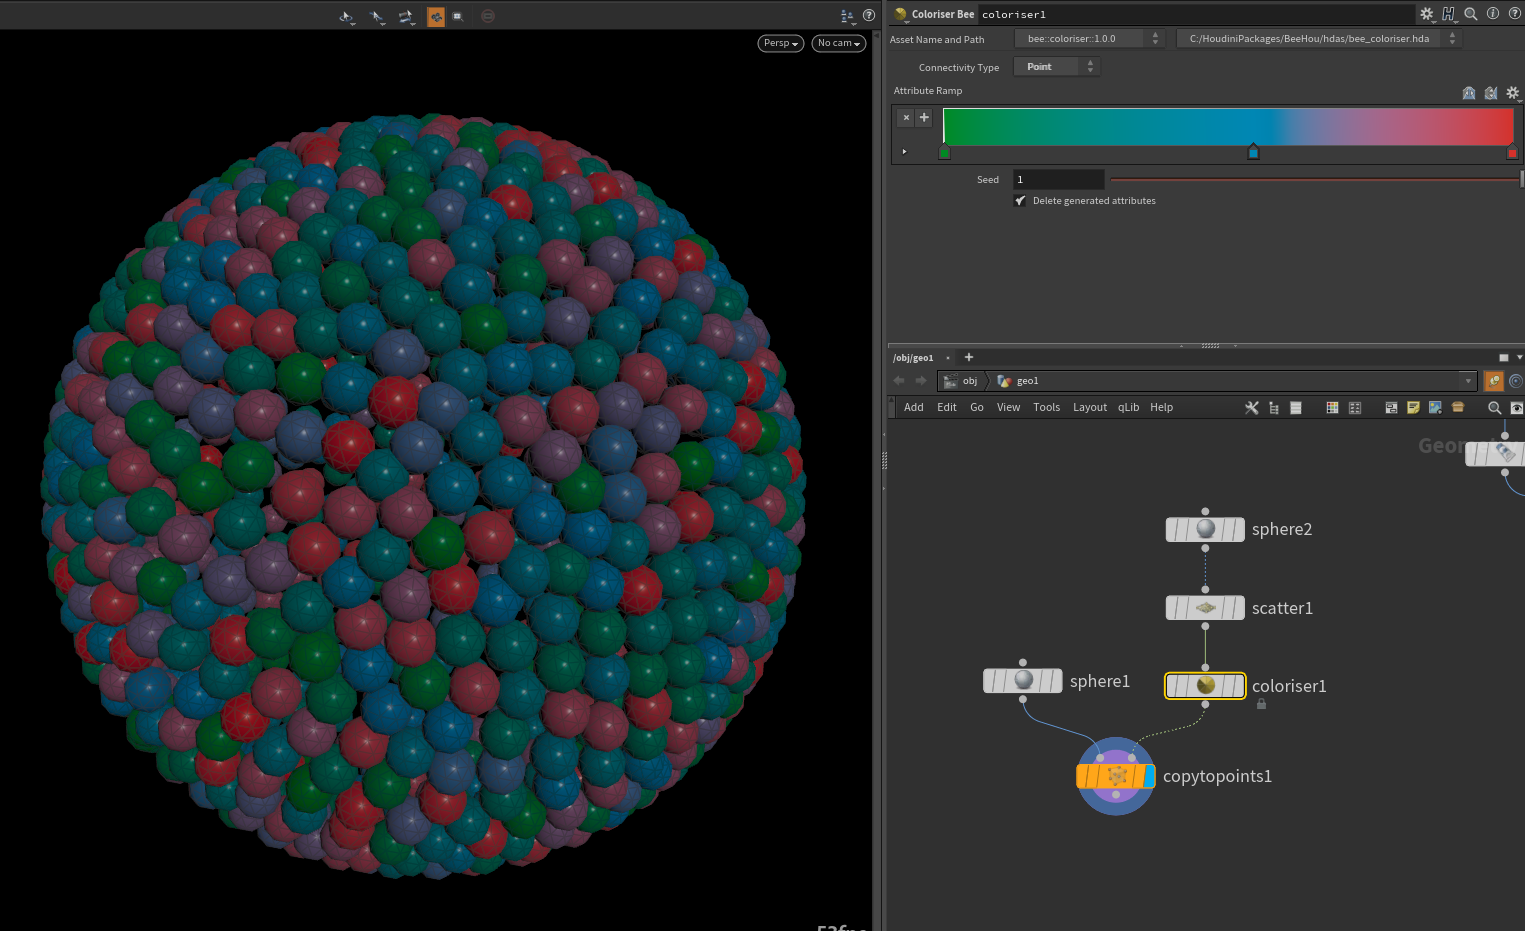 Persp
No cam
Coloriser Bee coloriser1
Asset Name and Path bee::coloriser::1.0.0 C:/HoudiniPackages/BeeHou/hdas/bee_coloriser.hda
Connectivity Type Point
Attribute Ramp
Seed 1
Delete generated attributes
/obj/geo1
obj geo1
Add Edit Go View Tools Layout qLib Help
sphere2
scatter1
sphere1
coloriser1
copytopoints1